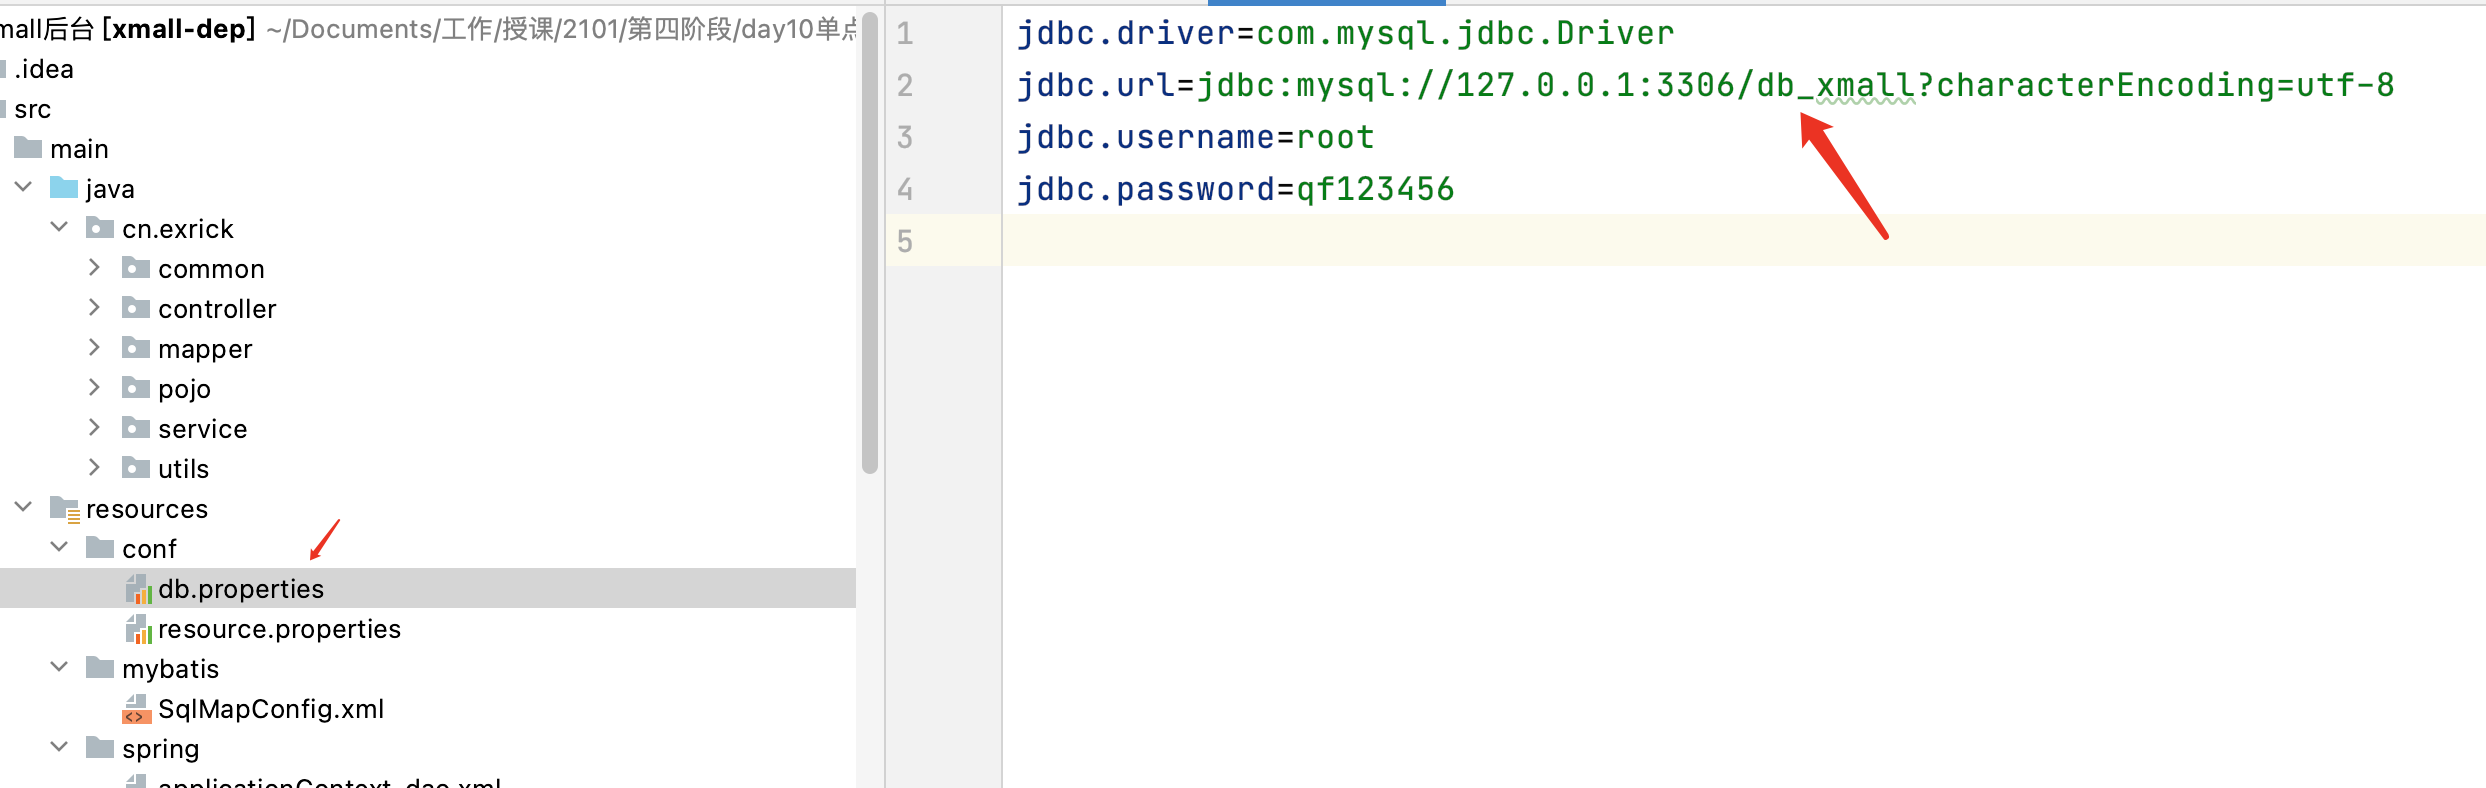 mall后台 [xmall-dep] ~/Documents/工作/授课/2101/第四阶段/day10单点
.idea
src
main
java
cn.exrick
common
controller
mapper
pojo
service
utils
resources
conf
db.properties
resource.properties
mybatis
SqlMapConfig.xml
spring
applicationContext-dao.xml
1 jdbc.driver=com.mysql.jdbc.Driver
2 jdbc.url=jdbc:mysql://127.0.0.1:3306/db_xmall?characterEncoding=utf-8
3 jdbc.username=root
4 jdbc.password=qf123456
5